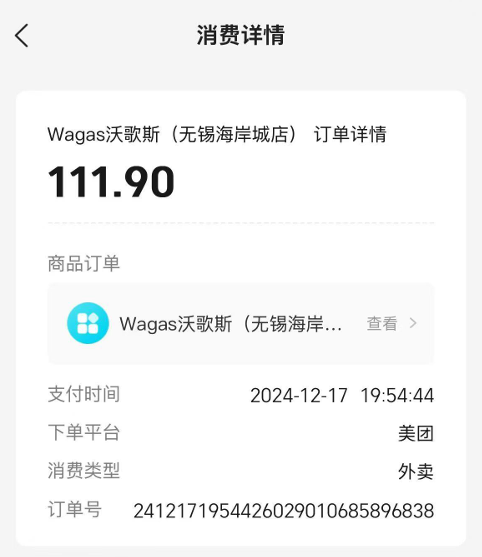 消费详情
Wagas沃歌斯（无锡海岸城店） 订单详情
111.90
商品订单
Wagas沃歌斯（无锡海岸... 查看
支付时间 2024-12-17 19:54:44
下单平台 美团
消费类型 外卖
订单号 24121719544260290106858968​38